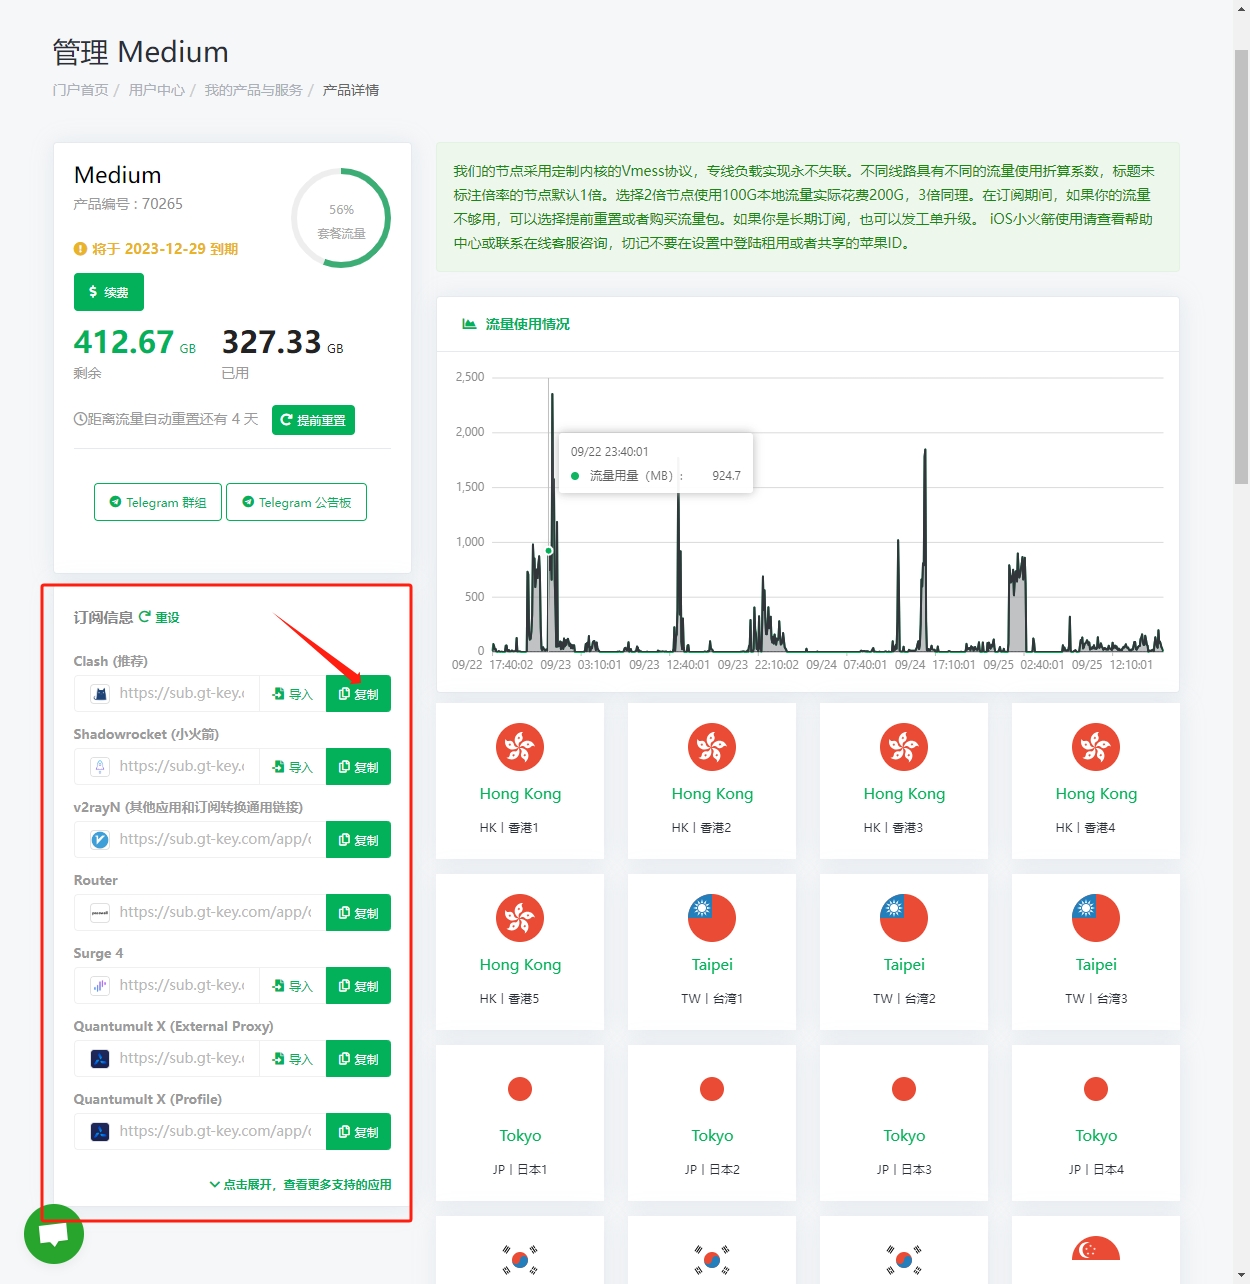 管理 Medium
门户首页 / 用户中心 / 我的产品与服务 / 产品详情
Medium
产品编号 : 70265
56%
套餐流量
将于 2023-12-29 到期
$ 续费
412.67 GB
剩余
327.33 GB
已用
距离流量自动重置还有 4 天
提前重置
Telegram 群组
Telegram 公告板
订阅信息 重设
Clash (推荐)
https://sub.gt-key.c 导入 复制
Shadowrocket (小火箭)
https://sub.gt-key.c 导入 复制
v2rayN (其他应用和订阅转换通用链接)
https://sub.gt-key.com/app/c 复制
Router
https://sub.gt-key.com/app/c 复制
Surge 4
https://sub.gt-key.c 导入 复制
Quantumult X (External Proxy)
https://sub.gt-key.c 导入 复制
Quantumult X (Profile)
https://sub.gt-key.com/app/c 复制
点击展开，查看更多支持的应用
我们的节点采用定制内核的Vmess协议，专线负载实现永不失联。不同线路具有不同的流量使用折算系数，标题未
标注倍率的节点默认1倍。选择2倍节点使用100G本地流量实际花费200G，3倍同理。在订阅期间，如果你的流量
不够用，可以选择提前重置或者购买流量包。如果你是长期订阅，也可以发工单升级。 iOS小火箭使用请查看帮助
中心或联系在线客服咨询，切记不要在设置中登陆租用或者共享的苹果ID。
流量使用情况
2,500
2,000
1,500
1,000
500
0
09/22 23:40:01
流量用量（MB）: 924.7
09/22 17:40:02 09/23 03:10:01 09/23 12:40:01 09/23 22:10:02 09/24 07:40:01 09/24 17:10:01 09/25 02:40:01 09/25 12:10:01
Hong Kong
HK | 香港1
Hong Kong
HK | 香港2
Hong Kong
HK | 香港3
Hong Kong
HK | 香港4
Hong Kong
HK | 香港5
Taipei
TW | 台湾1
Taipei
TW | 台湾2
Taipei
TW | 台湾3
Tokyo
JP | 日本1
Tokyo
JP | 日本2
Tokyo
JP | 日本3
Tokyo
JP | 日本4